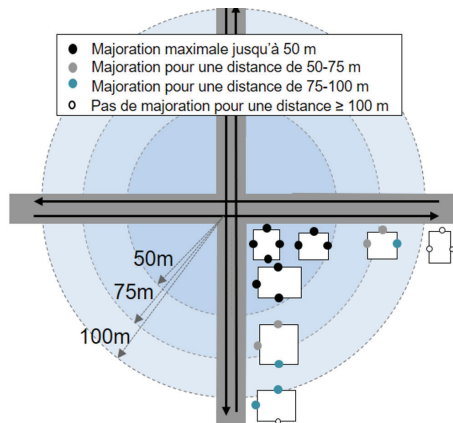 Majoration maximale jusqu'à 50 m
Majoration pour une distance de 50-75 m
Majoration pour une distance de 75-100 m
Pas de majoration pour une distance ≥ 100 m
50m
75m
100m